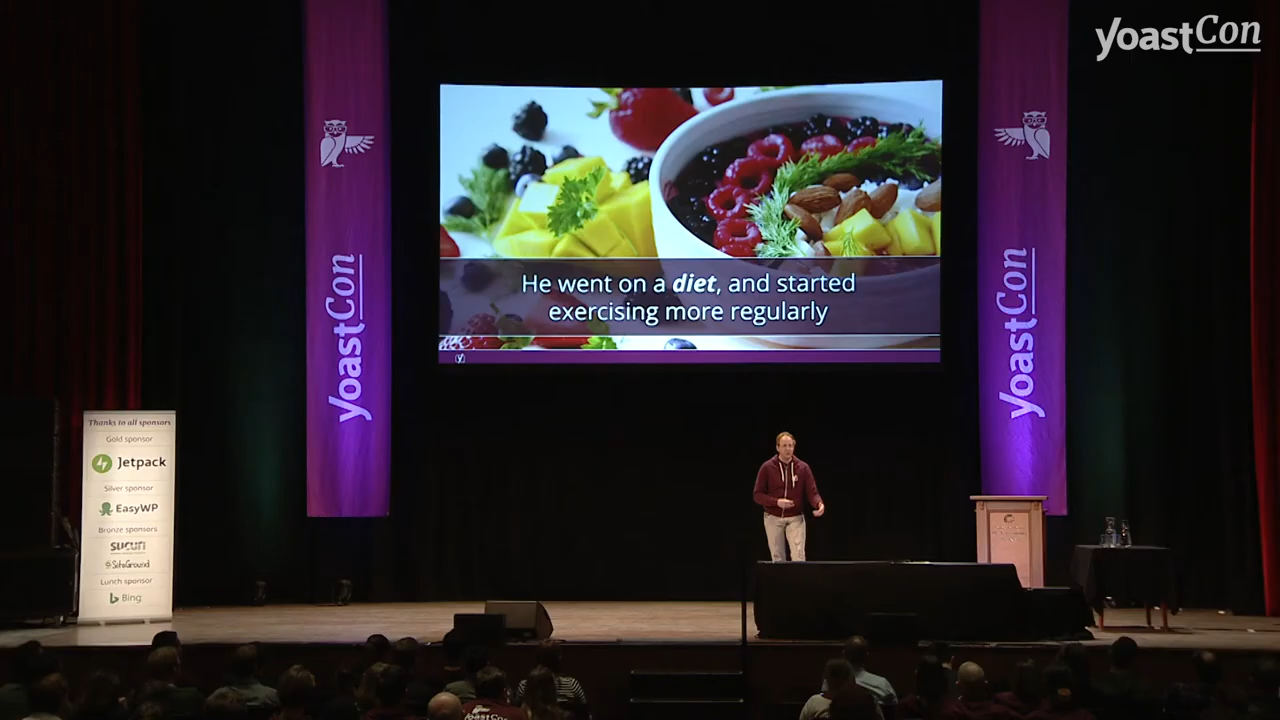 yoastCon
He went on a diet, and started
exercising more regularly
yoastCon
yoastCon
Thanks to all sponsors
Gold sponsor
Jetpack
Silver sponsor
EasyWP
Bronze sponsors
SUCURI
SiteGround
Lunch sponsor
Bing
yoastCon